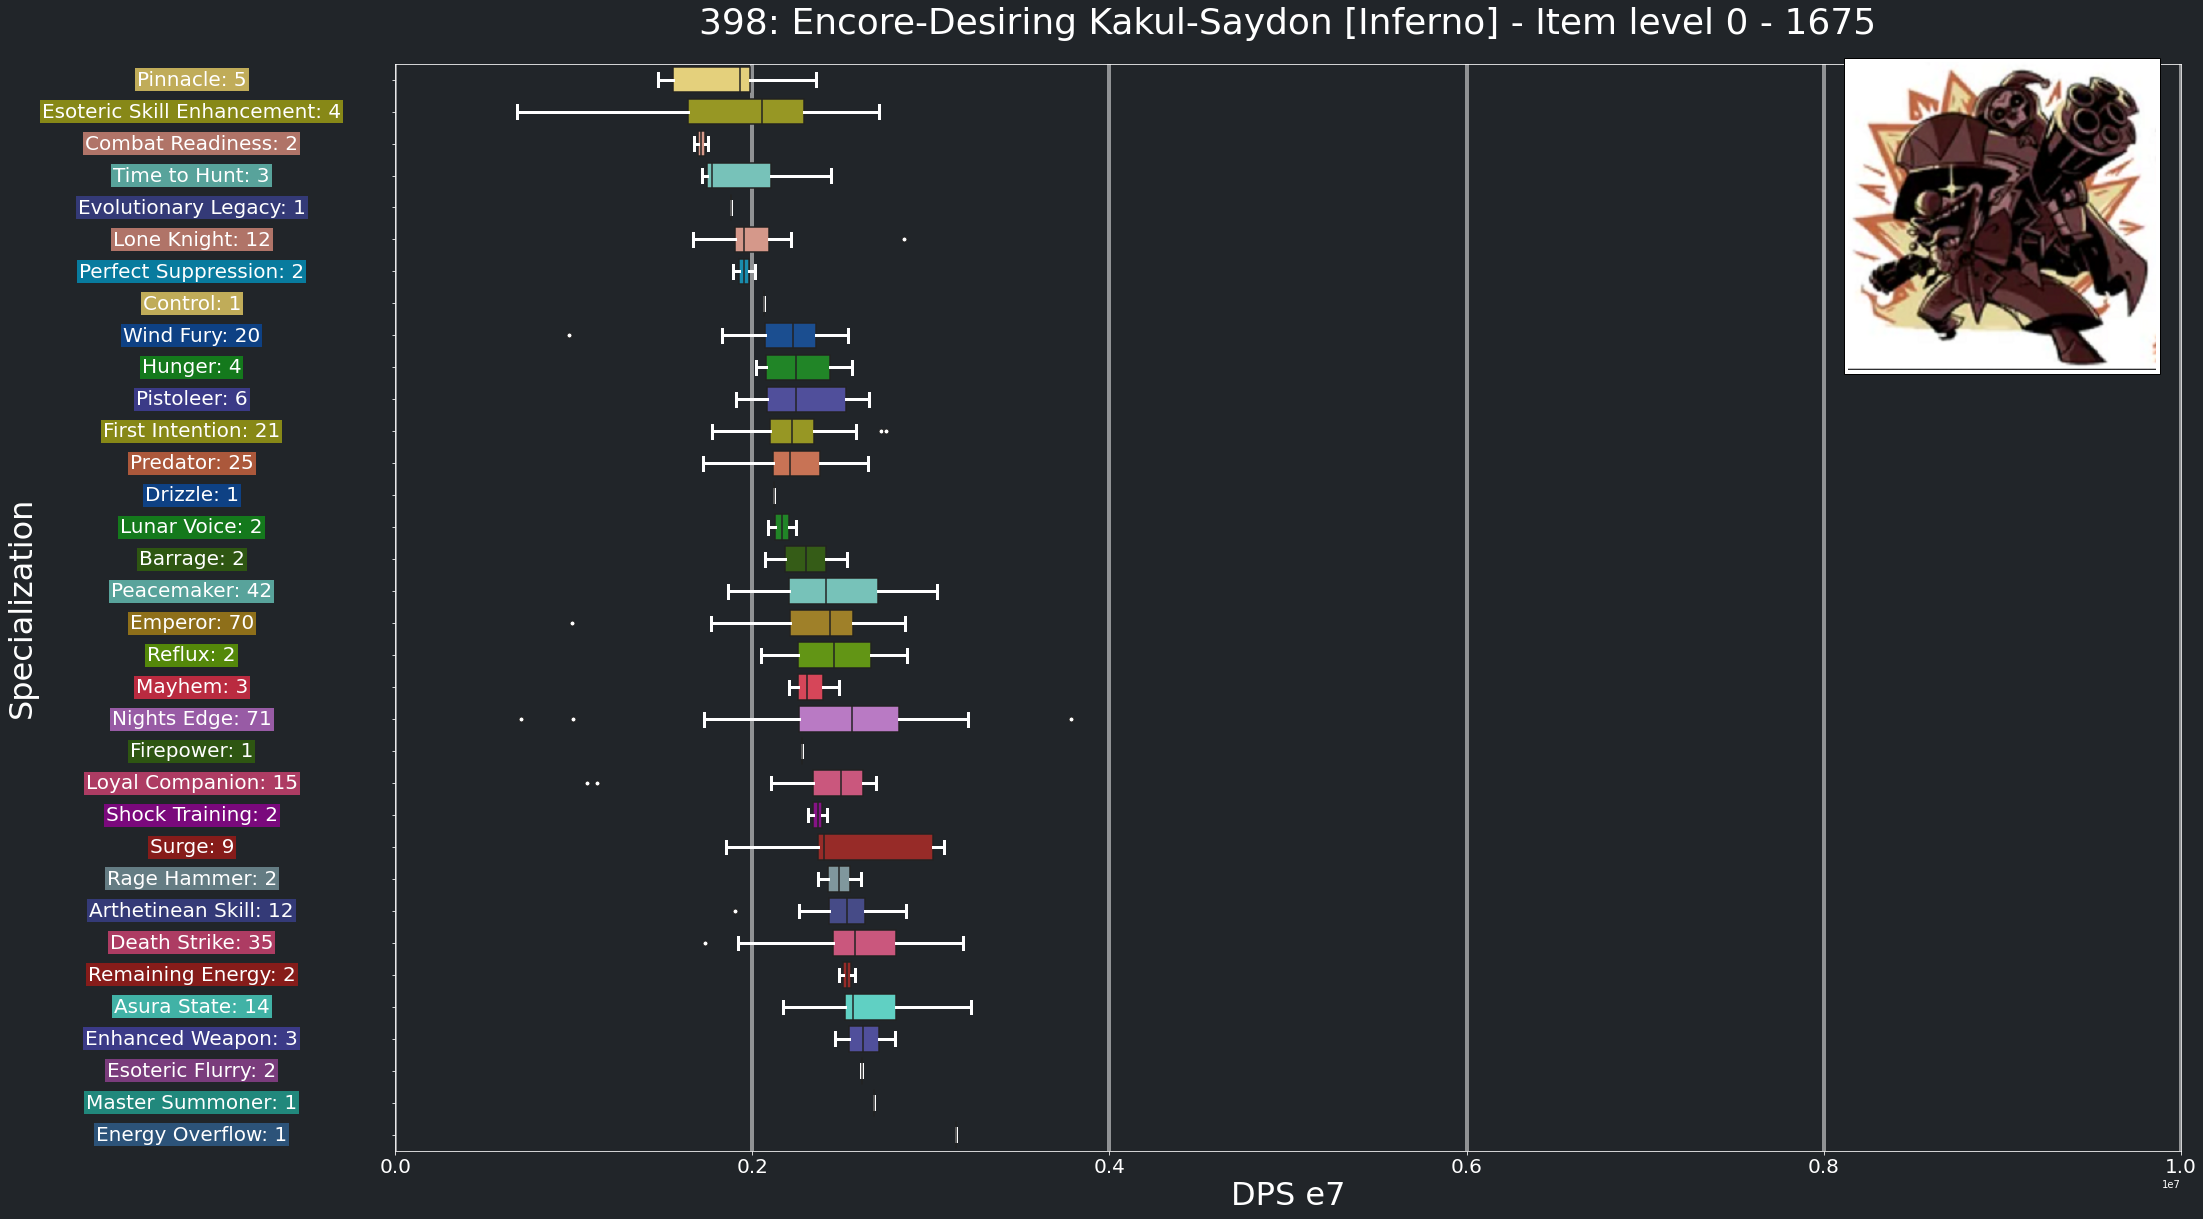 398: Encore-Desiring Kakul-Saydon [Inferno] - Item level 0 - 1675
Specialization
Pinnacle: 5
Esoteric Skill Enhancement: 4
Combat Readiness: 2
Time to Hunt: 3
Evolutionary Legacy: 1
Lone Knight: 12
Perfect Suppression: 2
Control: 1
Wind Fury: 20
Hunger: 4
Pistoleer: 6
First Intention: 21
Predator: 25
Drizzle: 1
Lunar Voice: 2
Barrage: 2
Peacemaker: 42
Emperor: 70
Reflux: 2
Mayhem: 3
Nights Edge: 71
Firepower: 1
Loyal Companion: 15
Shock Training: 2
Surge: 9
Rage Hammer: 2
Arthetinean Skill: 12
Death Strike: 35
Remaining Energy: 2
Asura State: 14
Enhanced Weapon: 3
Esoteric Flurry: 2
Master Summoner: 1
Energy Overflow: 1
0.0 0.2 0.4 0.6 0.8 1.0
1e7
DPS e7